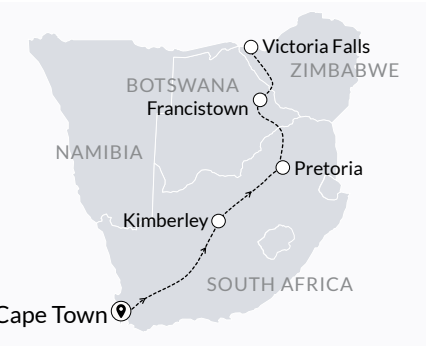 Victoria Falls
ZIMBABWE
BOTSWANA
Francistown
NAMIBIA
Pretoria
Kimberley
SOUTH AFRICA
Cape Town